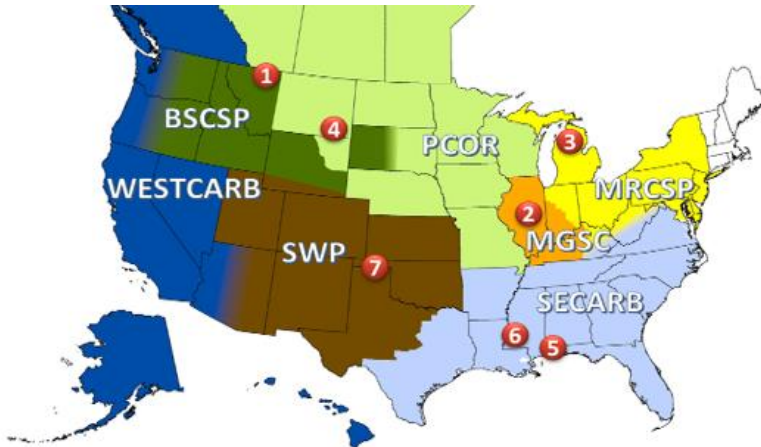 1
BSCSP
4
PCOR
3
WESTCARB
MRCSP
2
MGSC
SWP
7
SECARB
6
5